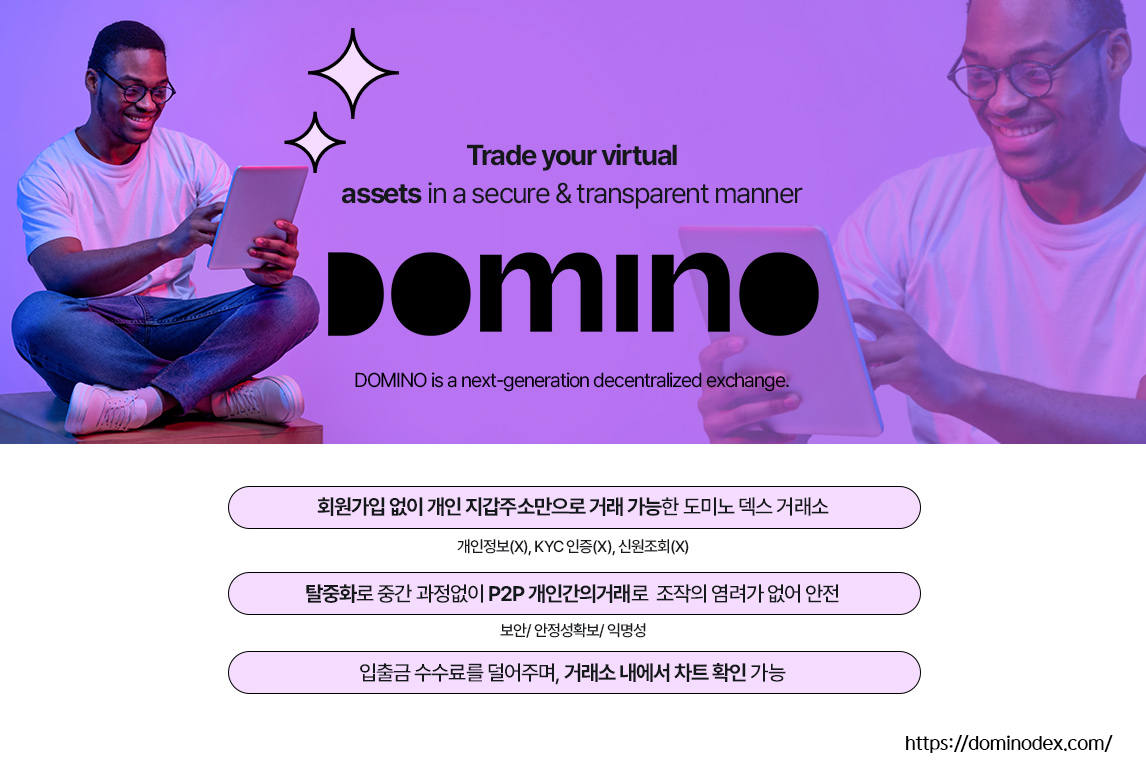 Trade your virtual
assets in a secure & transparent manner
DOMINO
DOMINO is a next-generation decentralized exchange.
회원가입 없이 개인 지갑주소만으로 거래 가능한 도미노 덱스 거래소
개인정보(X), KYC 인증(X), 신원조회(X)
탈중화로 중간 과정없이 P2P 개인간의거래로 조작의 염려가 없어 안전
보안/ 안정성확보/ 익명성
입출금 수수료를 덜어주며, 거래소 내에서 차트 확인 가능
https://dominodex.com/